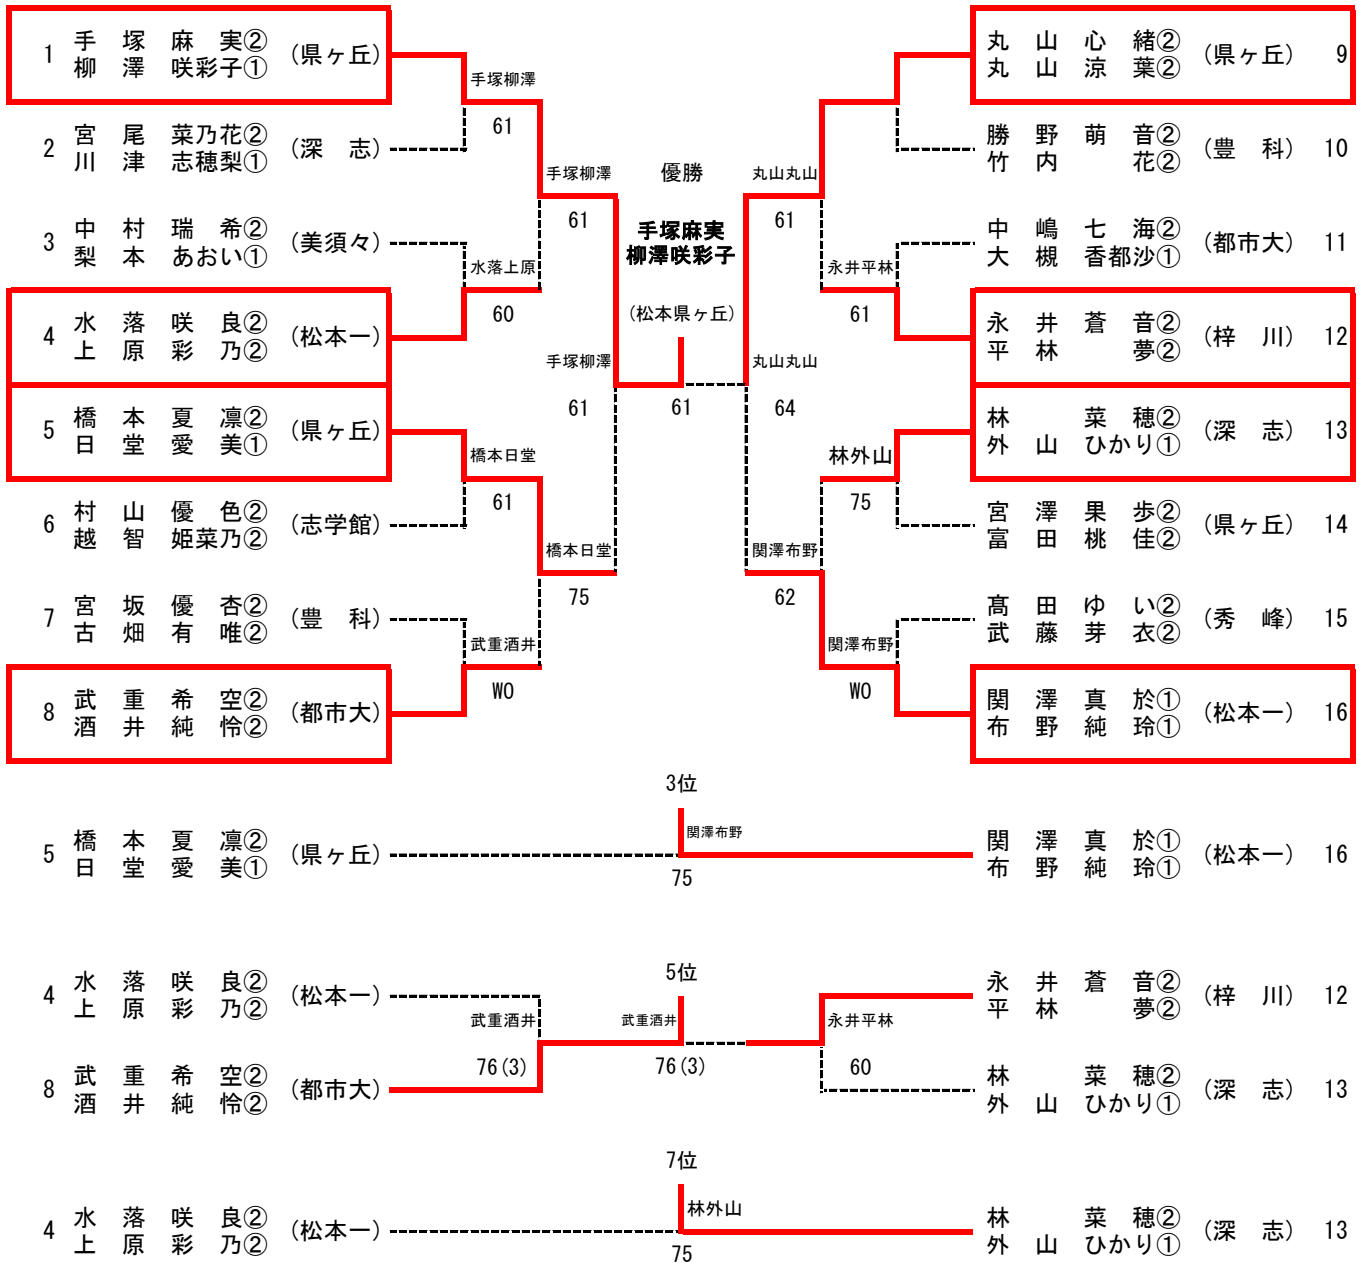 1 手塚麻実② 柳澤咲彩子① (県ヶ丘)
2 宮尾菜乃花② 川津志穂梨① (深志)
3 中村瑞希② 梨本あおい① (美須々)
4 水落咲良② 上原彩乃② (松本一)
5 橋本夏凛② 日堂愛美① (県ヶ丘)
6 村山優色② 越智姫菜乃② (志学館)
7 宮坂優杏② 古畑有唯② (豊科)
8 武重希空② 酒井純怜② (都市大)
手塚柳澤
61
水落上原
60
橋本日堂
61
武重酒井
WO
手塚柳澤
61
橋本日堂
75
手塚柳澤
61
優勝
手塚麻実
柳澤咲彩子
(松本県ヶ丘)
61
丸山丸山
64
丸山丸山
61
関澤布野
62
永井平林
61
林外山
75
関澤布野
WO
丸山心緒② 丸山涼葉② (県ヶ丘) 9
勝野萌音② 竹内花② (豊科) 10
中嶋七海② 大槻香都沙① (都市大) 11
永井蒼音② 平林夢② (梓川) 12
林菜穂② 外山ひかり① (深志) 13
宮澤果歩② 富田桃佳② (県ヶ丘) 14
髙田ゆい② 武藤芽衣② (秀峰) 15
関澤真於① 布野純玲① (松本一) 16
3位
5 橋本夏凛② 日堂愛美① (県ヶ丘)
関澤布野
75
関澤真於① 布野純玲① (松本一) 16
5位
4 水落咲良② 上原彩乃② (松本一)
8 武重希空② 酒井純怜② (都市大)
武重酒井
76(3)
武重酒井
76(3)
永井平林
60
永井蒼音② 平林夢② (梓川) 12
林菜穂② 外山ひかり① (深志) 13
7位
4 水落咲良② 上原彩乃② (松本一)
林外山
75
林菜穂② 外山ひかり① (深志) 13